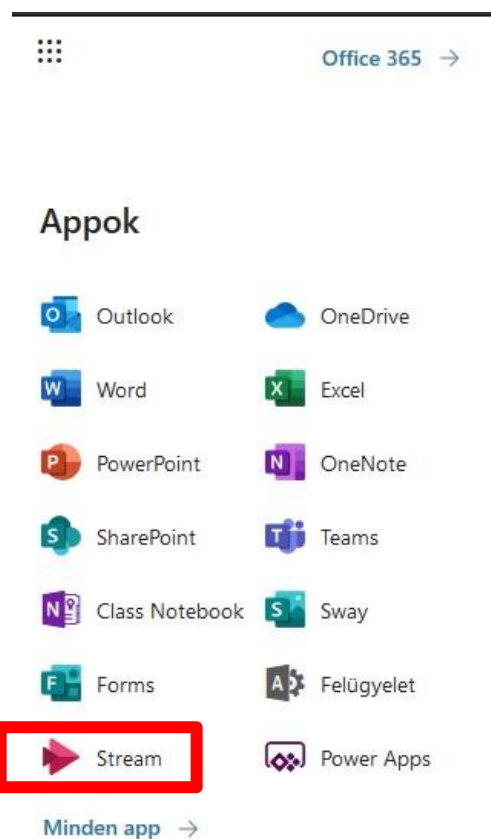 Office 365 →
Appok
Outlook OneDrive
Word Excel
PowerPoint OneNote
SharePoint Teams
Class Notebook Sway
Forms Felügyelet
Stream Power Apps
Minden app →